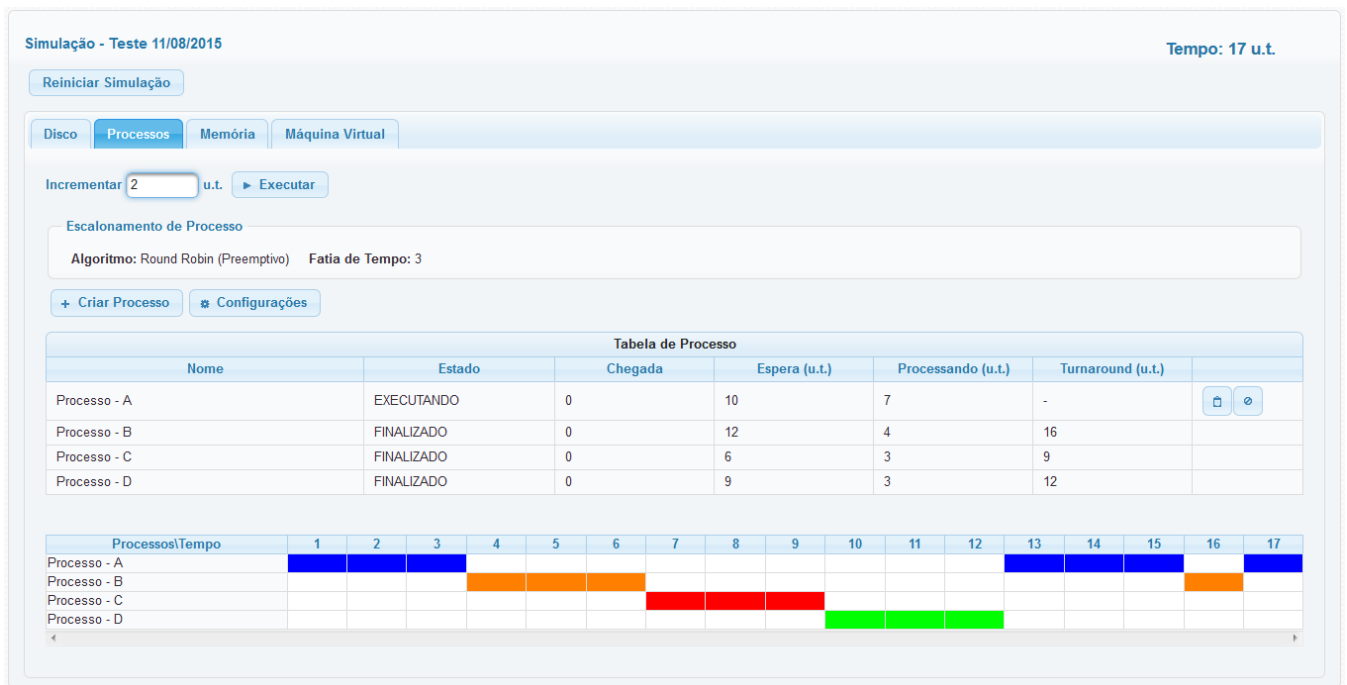 Simulação - Teste 11/08/2015
Tempo: 17 u.t.
Reiniciar Simulação
Disco Processos Memória Máquina Virtual
Incrementar 2 u.t. Executar
Escalonamento de Processo
Algoritmo: Round Robin (Preemptivo) Fatia de Tempo: 3
+ Criar Processo Configurações
Tabela de Processo
Nome Estado Chegada Espera (u.t.) Processando (u.t.) Turnaround (u.t.)
Processo - A EXECUTANDO 0 10 7 -
Processo - B FINALIZADO 0 12 4 16
Processo - C FINALIZADO 0 6 3 9
Processo - D FINALIZADO 0 9 3 12
Processos\Tempo 1 2 3 4 5 6 7 8 9 10 11 12 13 14 15 16 17
Processo - A
Processo - B
Processo - C
Processo - D